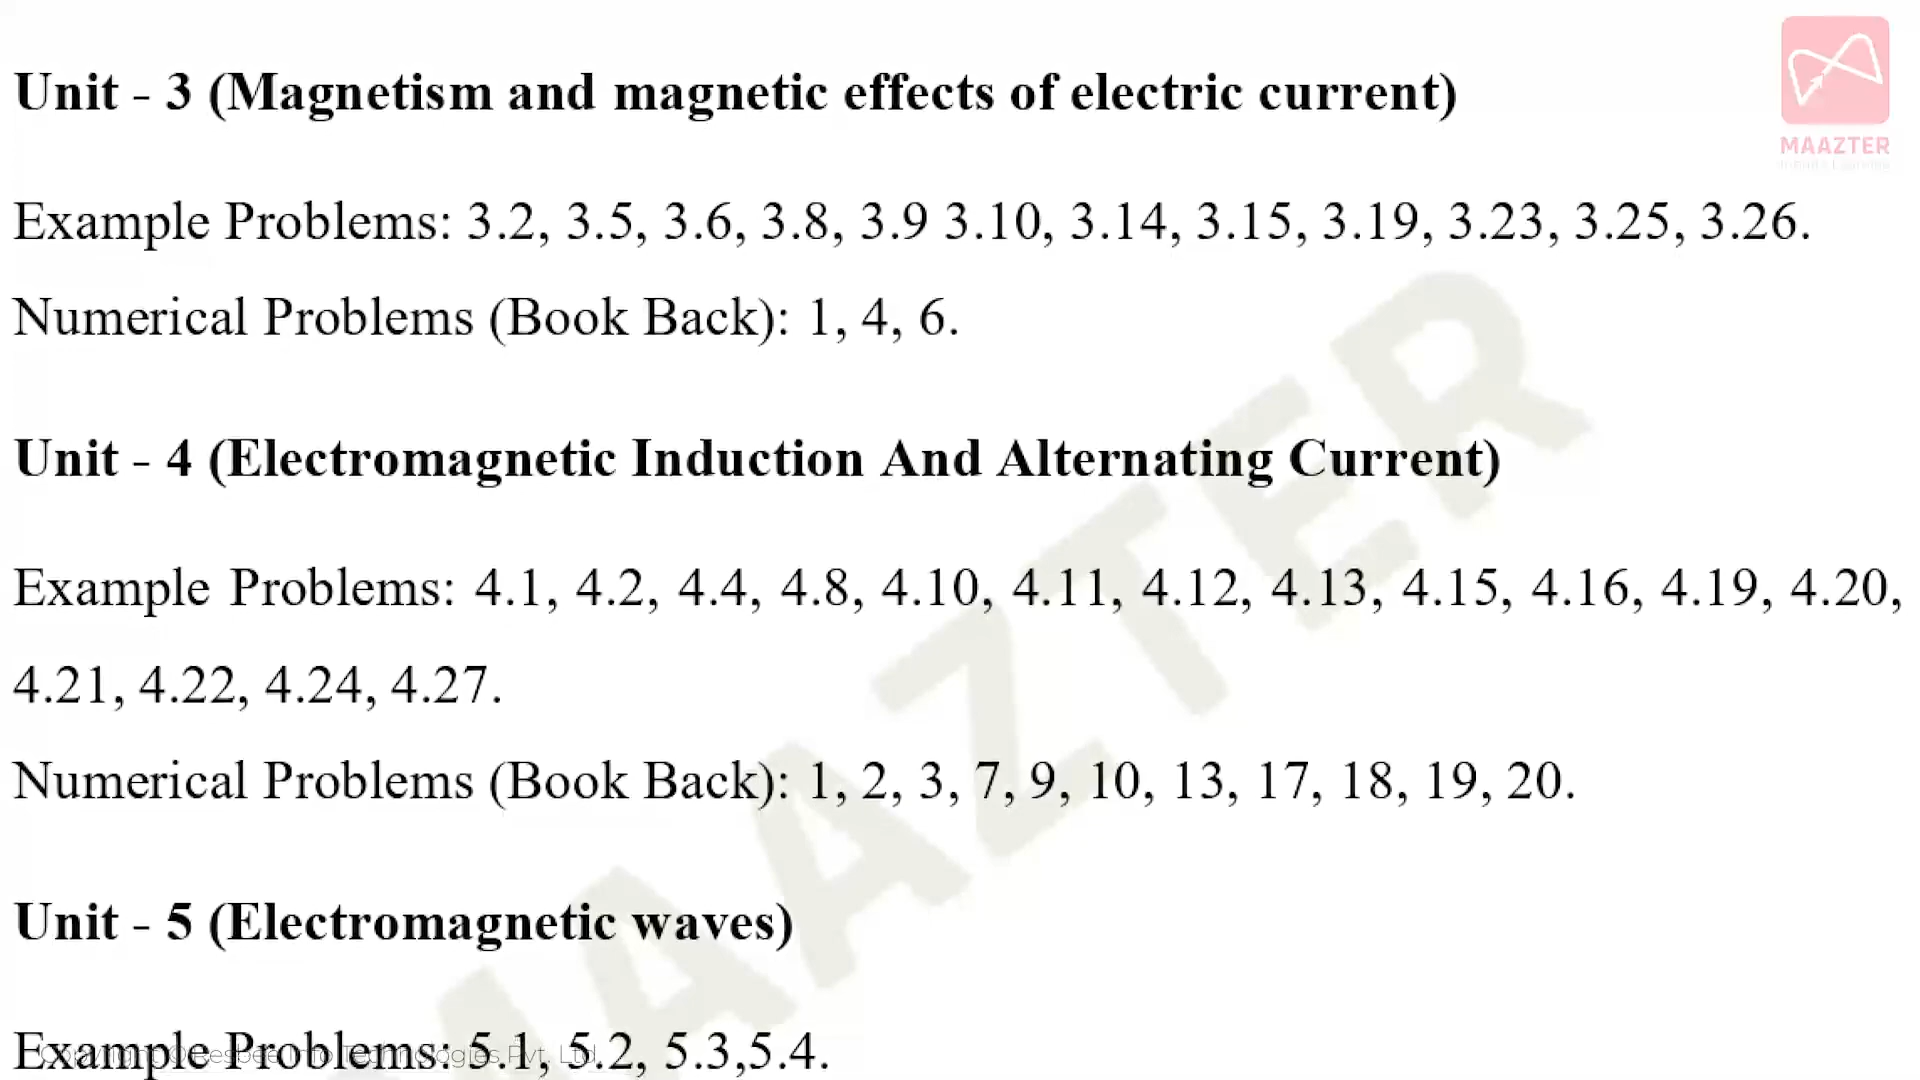 MAAZTER
Unit - 3 (Magnetism and magnetic effects of electric current)
Example Problems: 3.2, 3.5, 3.6, 3.8, 3.9 3.10, 3.14, 3.15, 3.19, 3.23, 3.25, 3.26.
Numerical Problems (Book Back): 1, 4, 6.
Unit - 4 (Electromagnetic Induction And Alternating Current)
Example Problems: 4.1, 4.2, 4.4, 4.8, 4.10, 4.11, 4.12, 4.13, 4.15, 4.16, 4.19, 4.20,
4.21, 4.22, 4.24, 4.27.
Numerical Problems (Book Back): 1, 2, 3, 7, 9, 10, 13, 17, 18, 19, 20.
MAAZTER
Unit - 5 (Electromagnetic waves)
Example Problems: 5.1, 5.2, 5.3,5.4.
Copyright © Info Technologies Pvt. Ltd